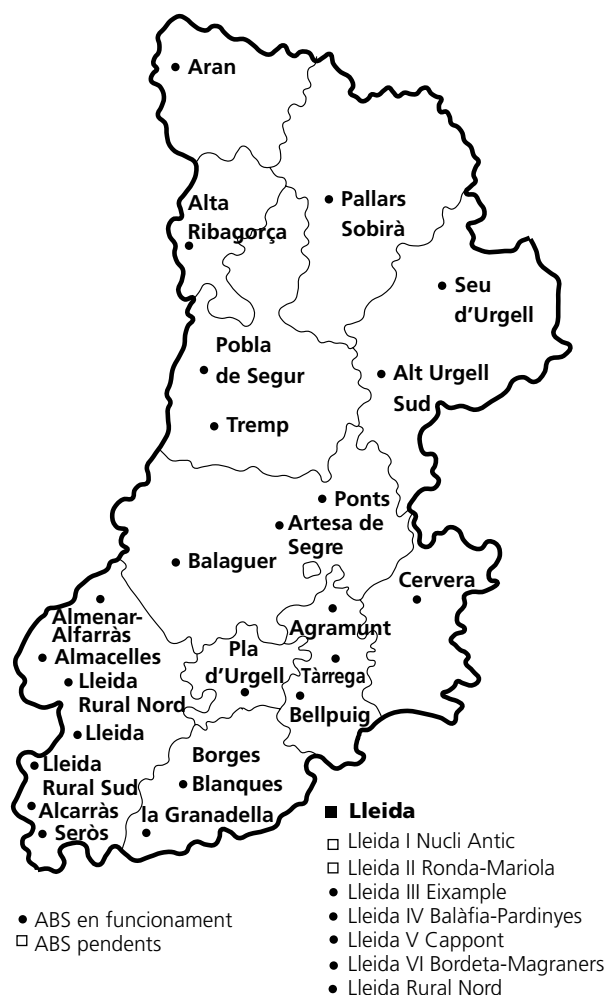 Aran
Alta
Ribagorça
Pallars
Sobirà
Seu
d'Urgell
Pobla
de Segur
Alt Urgell
Sud
Tremp
Ponts
Artesa de
Segre
Balaguer
Cervera
Almenar-
Alfarràs
Agramunt
Almacelles
Pla
d'Urgell
Tàrrega
Lleida
Rural Nord
Bellpuig
Lleida
Lleida
Rural Sud
Borges
Blanques
Alcarràs
la Granadella
Seròs
Lleida
Lleida I Nucli Antic
Lleida II Ronda-Mariola
Lleida III Eixample
Lleida IV Balàfia-Pardinyes
Lleida V Cappont
Lleida VI Bordeta-Magraners
Lleida Rural Nord
ABS en funcionament
ABS pendents